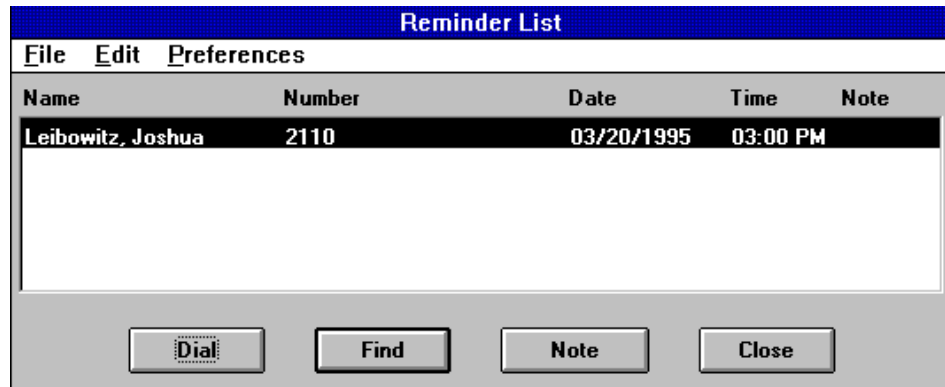 Reminder List
File Edit Preferences
Name Number Date Time Note
Leibowitz, Joshua 2110 03/20/1995 03:00 PM
Dial Find Note Close